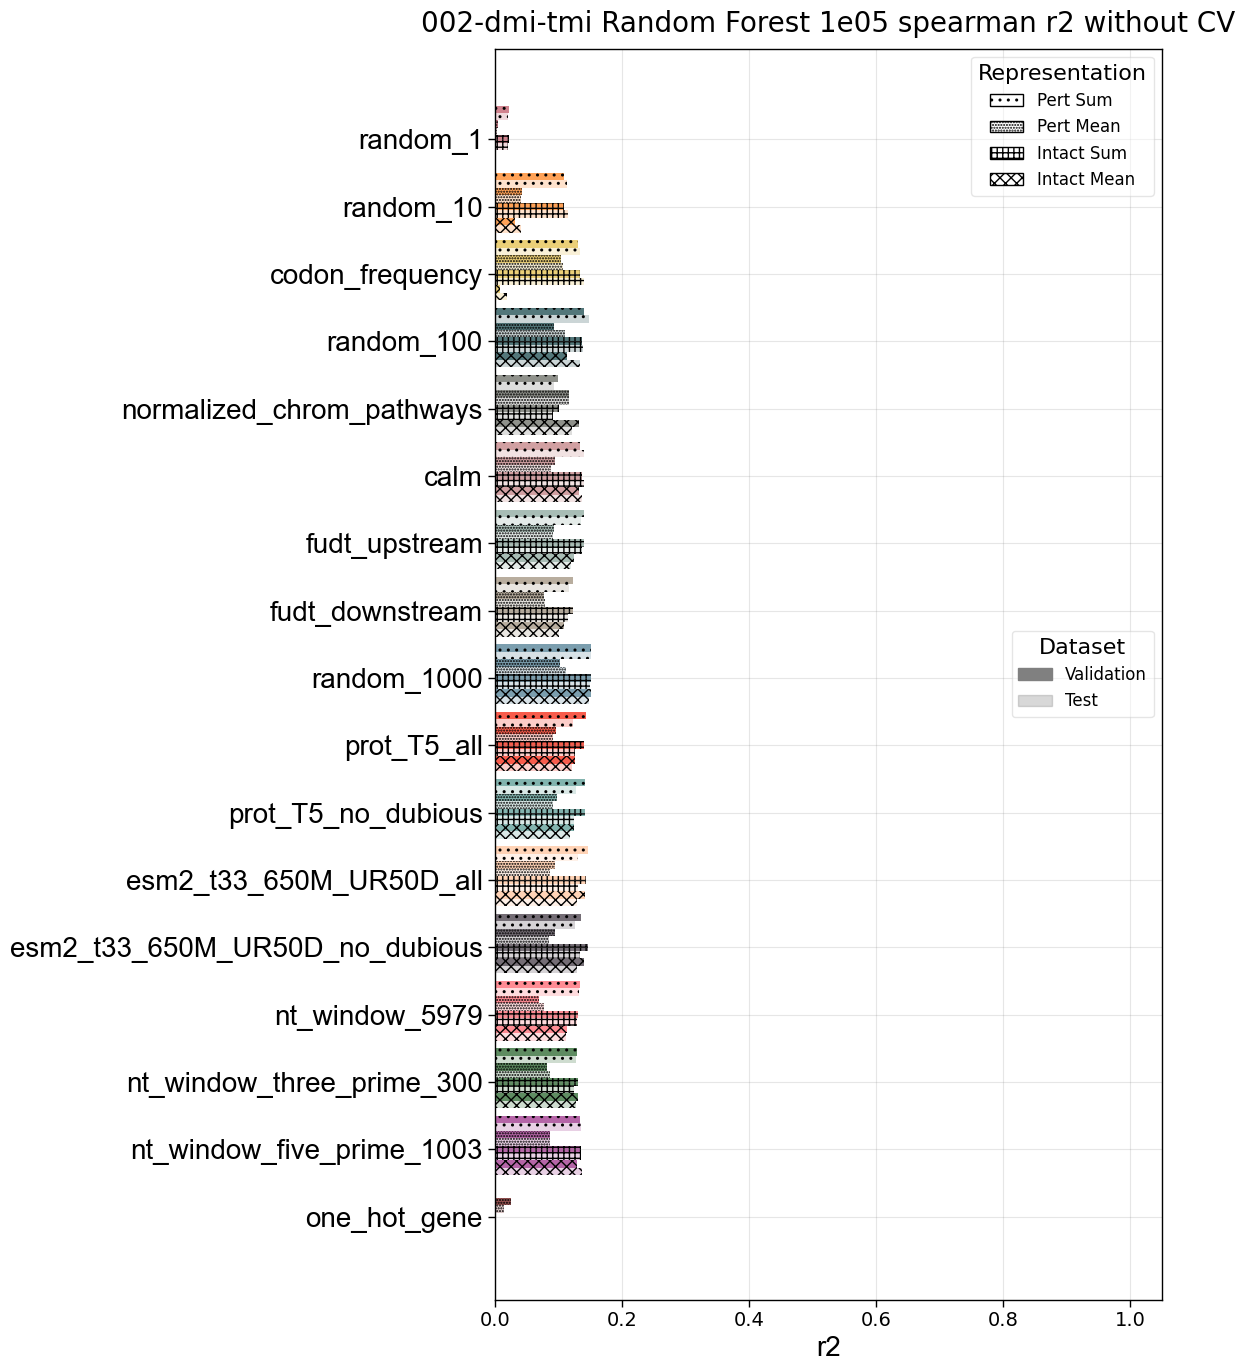 002-dmi-tmi Random Forest 1e05 spearman r2 without CV
Representation
Pert Sum
Pert Mean
Intact Sum
Intact Mean
random_1
random_10
codon_frequency
random_100
normalized_chrom_pathways
calm
fudt_upstream
fudt_downstream
random_1000
prot_T5_all
prot_T5_no_dubious
esm2_t33_650M_UR50D_all
esm2_t33_650M_UR50D_no_dubious
nt_window_5979
nt_window_three_prime_300
nt_window_five_prime_1003
one_hot_gene
Dataset
Validation
Test
0.0 0.2 0.4 0.6 0.8 1.0
r2